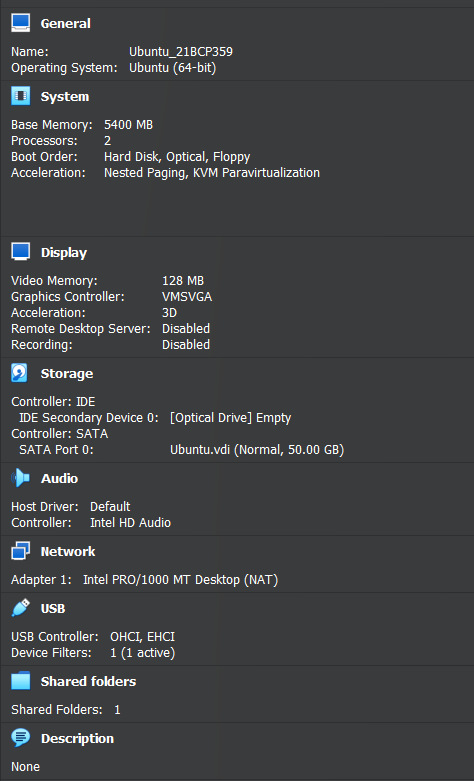 General
Name: Ubuntu_21BCP359
Operating System: Ubuntu (64-bit)
System
Base Memory: 5400 MB
Processors: 2
Boot Order: Hard Disk, Optical, Floppy
Acceleration: Nested Paging, KVM Paravirtualization
Display
Video Memory: 128 MB
Graphics Controller: VMSVGA
Acceleration: 3D
Remote Desktop Server: Disabled
Recording: Disabled
Storage
Controller: IDE
IDE Secondary Device 0: [Optical Drive] Empty
Controller: SATA
SATA Port 0: Ubuntu.vdi (Normal, 50.00 GB)
Audio
Host Driver: Default
Controller: Intel HD Audio
Network
Adapter 1: Intel PRO/1000 MT Desktop (NAT)
USB
USB Controller: OHCI, EHCI
Device Filters: 1 (1 active)
Shared folders
Shared Folders: 1
Description
None